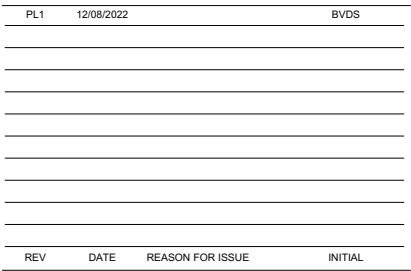 PL1 12/08/2022 BVDS
REV DATE REASON FOR ISSUE INITIAL